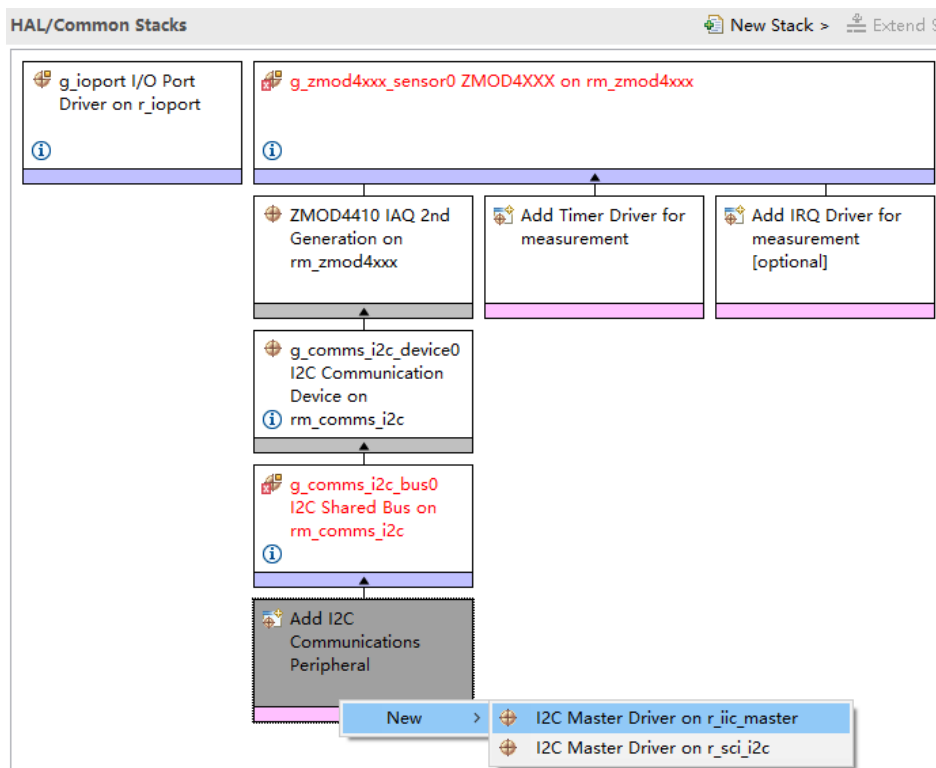 HAL/Common Stacks
New Stack >
Extend
g_ioport I/O Port
Driver on r_ioport
g_zmod4xxx_sensor0 ZMOD4XXX on rm_zmod4xxx
ZMOD4410 IAQ 2nd
Generation on
rm_zmod4xxx
Add Timer Driver for
measurement
Add IRQ Driver for
measurement
[optional]
g_comms_i2c_device0
I2C Communication
Device on
rm_comms_i2c
g_comms_i2c_bus0
I2C Shared Bus on
rm_comms_i2c
Add I2C
Communications
Peripheral
New >
I2C Master Driver on r_iic_master
I2C Master Driver on r_sci_i2c